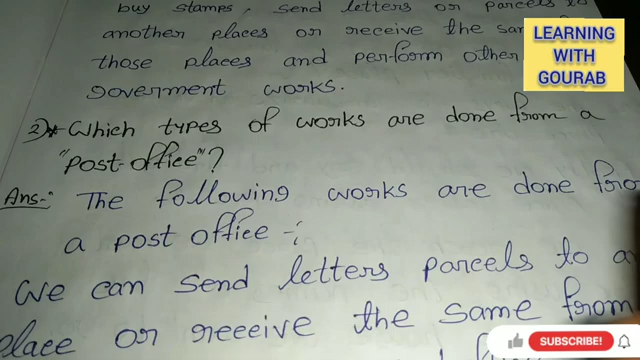 buy stamps, send letters or parcels to
another places or receive the
those places and perform other
goverment works.
2)* Which types of works are done from a
"post-office"?
Ans:- The following works are done
a post office -:
We can send letters parcels to
place or receive the same from
LEARNING
WITH
GOURAB
SUBSCRIBE